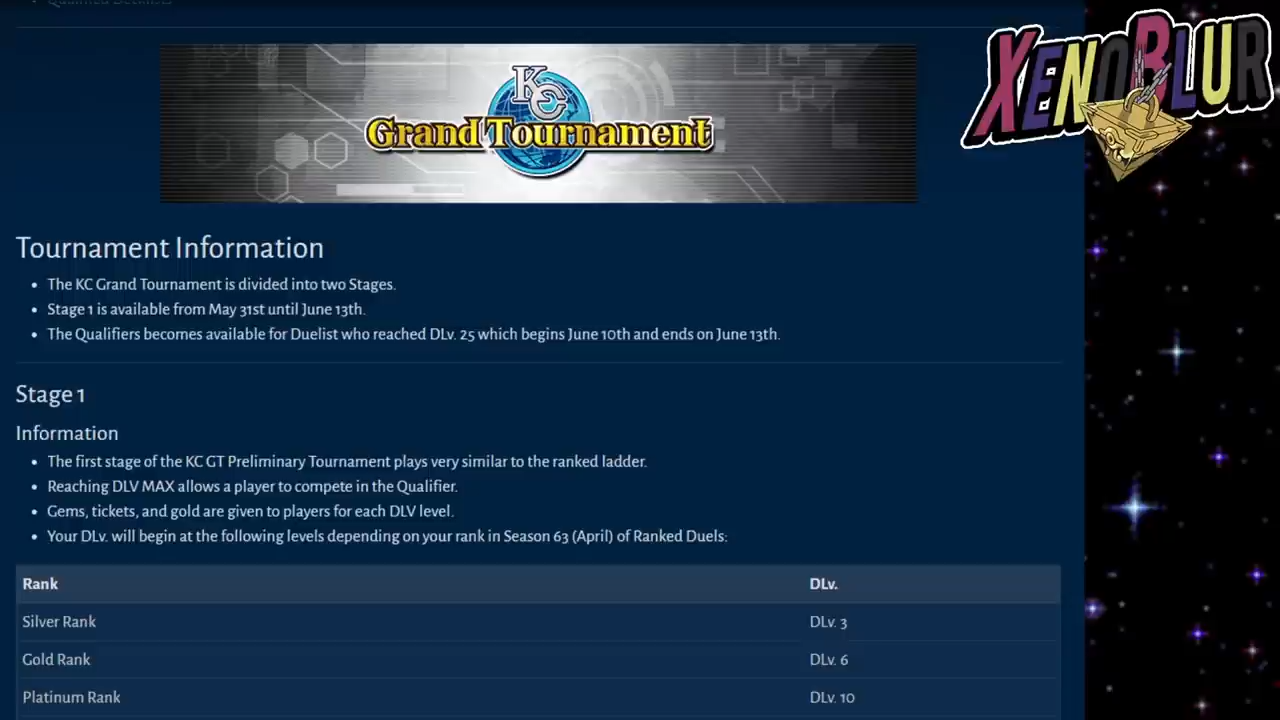 XENOBLUR
KC
Grand Tournament
Tournament Information
• The KC Grand Tournament is divided into two Stages.
• Stage 1 is available from May 31st until June 13th.
• The Qualifiers becomes available for Duelist who reached DLv. 25 which begins June 10th and ends on June 13th.
Stage 1
Information
• The first stage of the KC GT Preliminary Tournament plays very similar to the ranked ladder.
• Reaching DLV MAX allows a player to compete in the Qualifier.
• Gems, tickets, and gold are given to players for each DLV level.
• Your DLv. will begin at the following levels depending on your rank in Season 63 (April) of Ranked Duels:
Rank DLv.
Silver Rank DLv. 3
Gold Rank DLv. 6
Platinum Rank DLv. 10